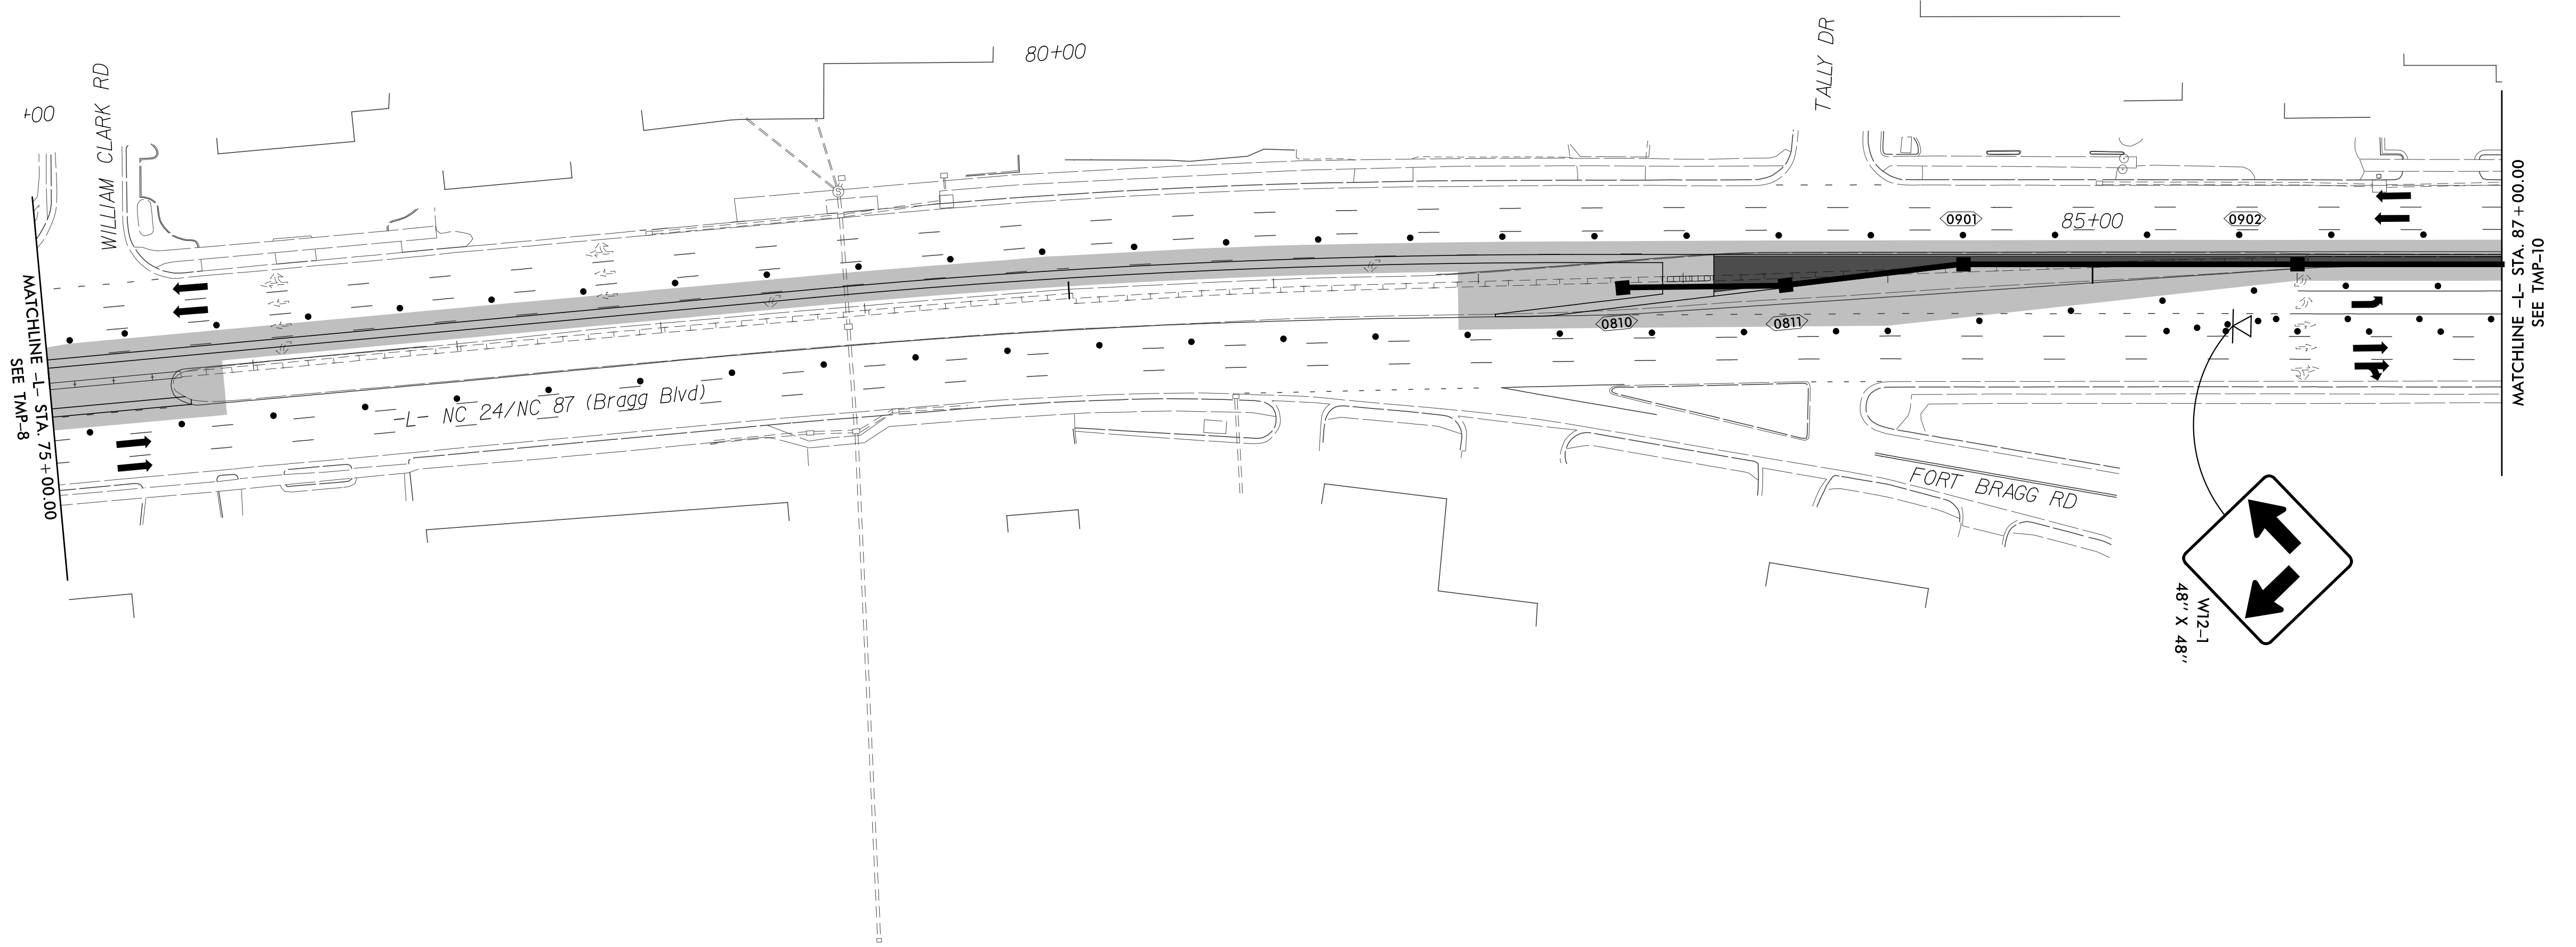 80+00
TALLY DR
+00
WILLIAM CLARK RD
MATCHLINE -L- STA. 75+00.00
SEE TMP-8
0901
85+00
0902
MATCHLINE -L- STA. 87+00.00
SEE TMP-10
0810
0811
-L- NC 24/NC 87 (Bragg Blvd)
FORT BRAGG RD
W12-1
48'' X 48''